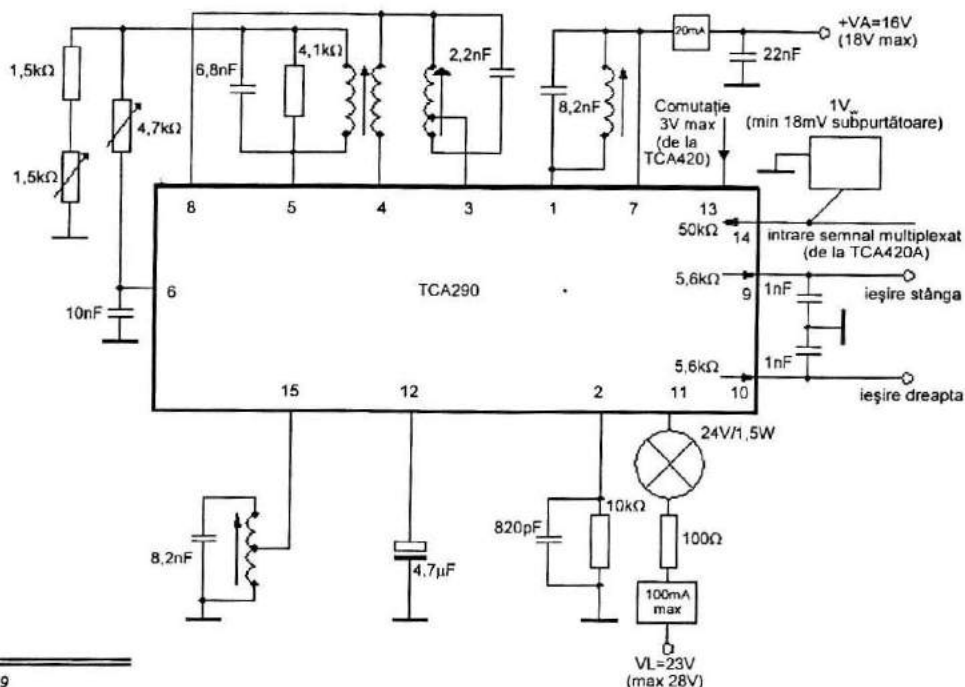 1,5kΩ
1,5kΩ
4,7kΩ
6,8nF
4,1kΩ
2,2nF
8,2nF
20mA
22nF
+VA=16V
(18V max)
Comutaţie
3V max
(de la
TCA420)
(min 18mV subpurtătoare)
8
5
4
3
1
7
13
50kΩ
14
intrare semnal multiplexat
(de la TCA420A)
6
10nF
TCA290
5,6kΩ
9
1nF
ieşire stânga
5,6kΩ
10
1nF
ieşire dreapta
15
12
2
11
24V/1,5W
8,2nF
4,7µF
820pF
10kΩ
100Ω
100mA
max
VL=23V
(max 28V)
9